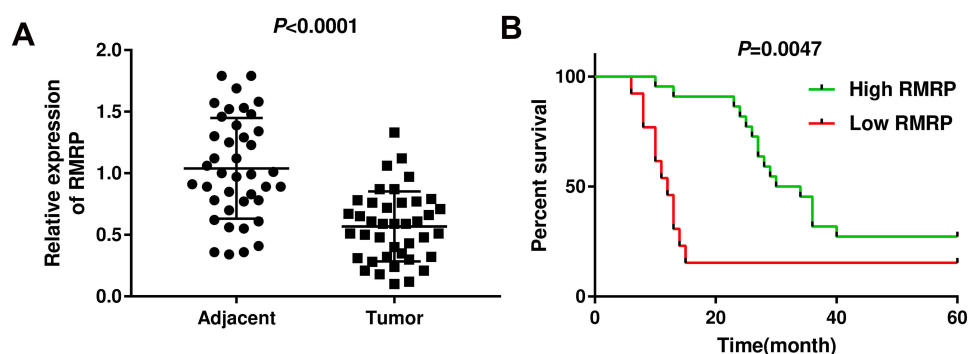 A
P<0.0001
Relative expression
of RMRP
2.0
1.5
1.0
0.5
0.0
Adjacent
Tumor
B
P=0.0047
High RMRP
Low RMRP
Percent survival
100
50
0
0
20
40
60
Time(month)